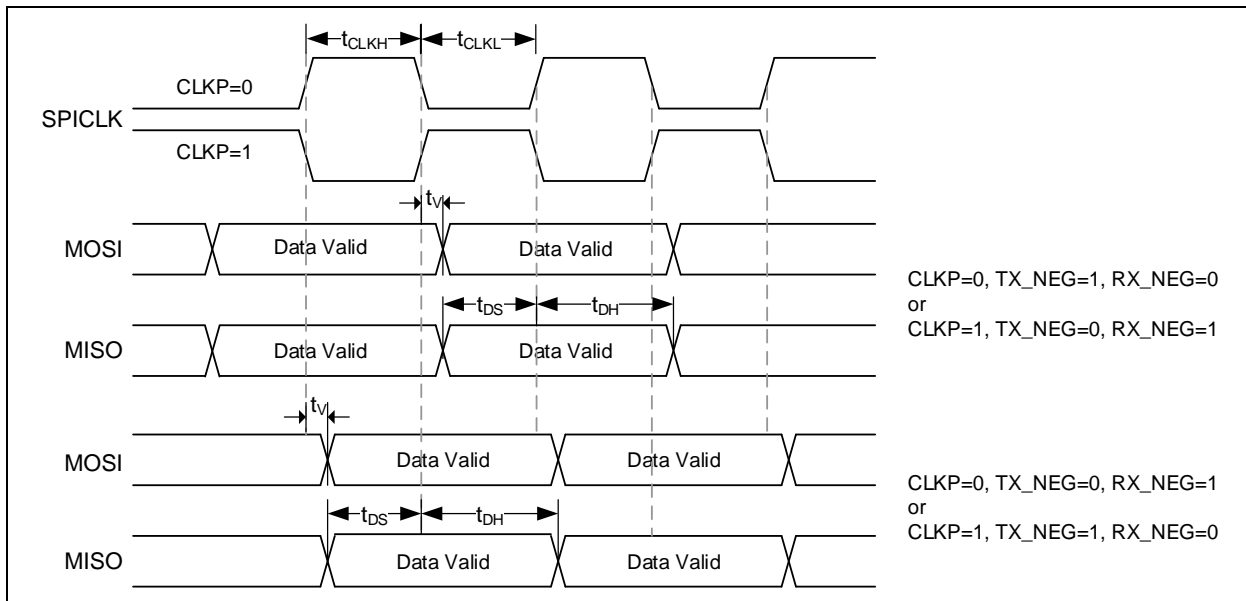 tCLKH
tCLKL
CLKP=0
SPICLK
CLKP=1
tV
MOSI
Data Valid
Data Valid
CLKP=0, TX_NEG=1, RX_NEG=0
or
CLKP=1, TX_NEG=0, RX_NEG=1
tDS
tDH
MISO
Data Valid
Data Valid
tV
MOSI
Data Valid
Data Valid
CLKP=0, TX_NEG=0, RX_NEG=1
or
CLKP=1, TX_NEG=1, RX_NEG=0
tDS
tDH
MISO
Data Valid
Data Valid